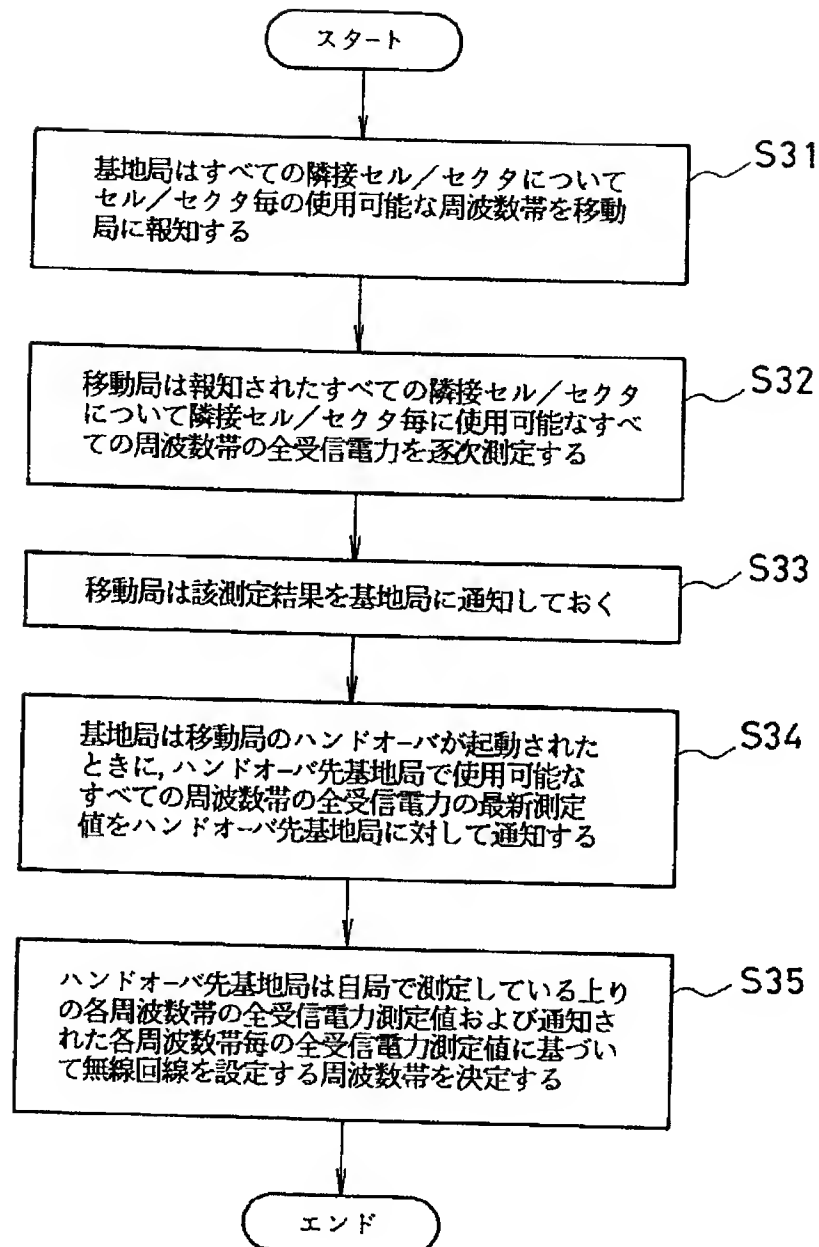 スタート
基地局はすべての隣接セル／セクタについて
セル／セクタ毎の使用可能な周波数帯を移動
局に報知する
S31
移動局は報知されたすべての隣接セル／セクタ
について隣接セル／セクタ毎に使用可能なすべ
ての周波数帯の全受信電力を逐次測定する
S32
移動局は該測定結果を基地局に通知しておく
S33
基地局は移動局のハンドオーバが起動された
ときに，ハンドオーバ先基地局で使用可能な
すべての周波数帯の全受信電力の最新測定
値をハンドオーバ先基地局に対して通知する
S34
ハンドオーバ先基地局は自局で測定している上り
の各周波数帯の全受信電力測定値および通知さ
れた各周波数帯毎の全受信電力測定値に基づい
て無線回線を設定する周波数帯を決定する
S35
エンド